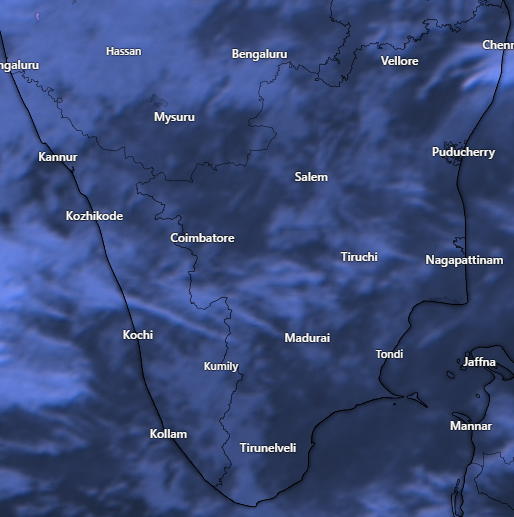 Hassan
Bengaluru
Chenn
Vellore
ngaluru
Mysuru
Kannur
Puducherry
Salem
Kozhikode
Coimbatore
Tiruchi
Nagapattinam
Kochi
Madurai
Tondi
Kumily
Jaffna
Mannar
Kollam
Tirunelveli